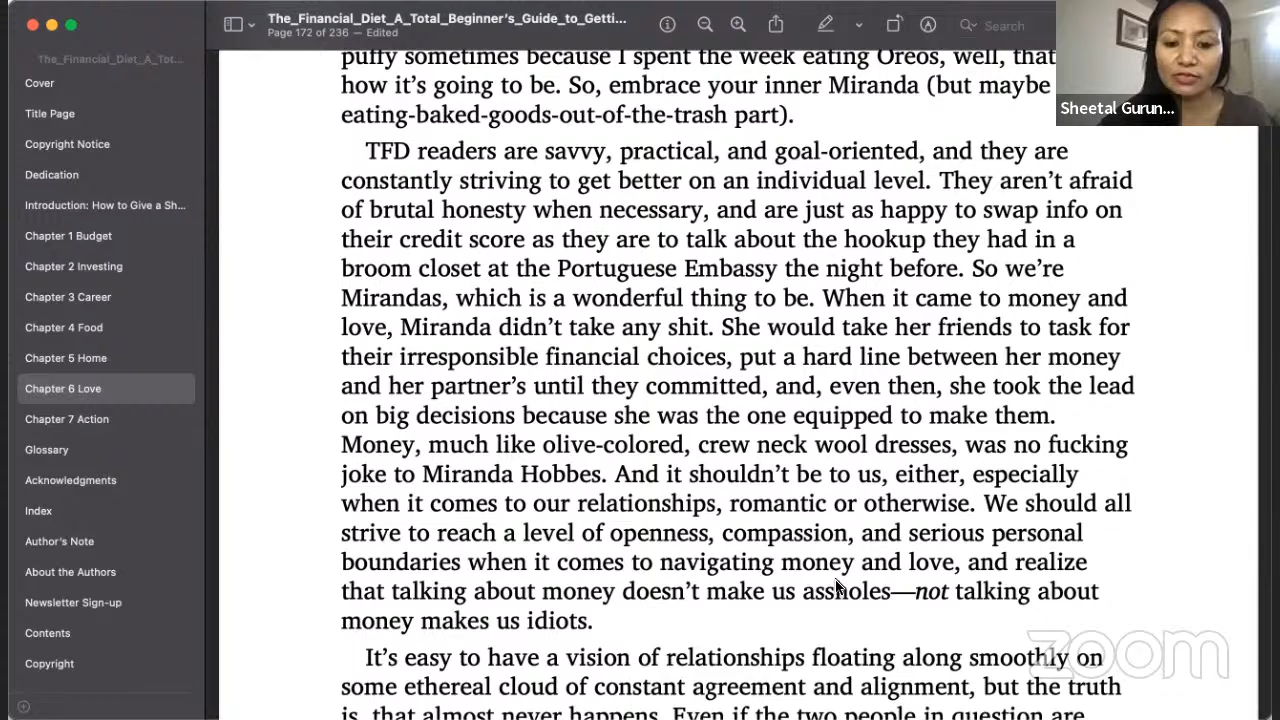 The_Financial_Diet_A_Total_Beginner's_Guide_to_Getti...
Page 172 of 236 — Edited
Search
Sheetal Gurun...
The_Financial_Diet_A_Tot...
Cover
Title Page
Copyright Notice
Dedication
Introduction: How to Give a Sh...
Chapter 1 Budget
Chapter 2 Investing
Chapter 3 Career
Chapter 4 Food
Chapter 5 Home
Chapter 6 Love
Chapter 7 Action
Glossary
Acknowledgments
Index
Author's Note
About the Authors
Newsletter Sign-up
Contents
Copyright
puffy sometimes because I spent the week eating Oreos, well, that
how it's going to be. So, embrace your inner Miranda (but maybe
eating-baked-goods-out-of-the-trash part).
TFD readers are savvy, practical, and goal-oriented, and they are
constantly striving to get better on an individual level. They aren't afraid
of brutal honesty when necessary, and are just as happy to swap info on
their credit score as they are to talk about the hookup they had in a
broom closet at the Portuguese Embassy the night before. So we're
Mirandas, which is a wonderful thing to be. When it came to money and
love, Miranda didn't take any shit. She would take her friends to task for
their irresponsible financial choices, put a hard line between her money
and her partner's until they committed, and, even then, she took the lead
on big decisions because she was the one equipped to make them.
Money, much like olive-colored, crew neck wool dresses, was no fucking
joke to Miranda Hobbes. And it shouldn't be to us, either, especially
when it comes to our relationships, romantic or otherwise. We should all
strive to reach a level of openness, compassion, and serious personal
boundaries when it comes to navigating money and love, and realize
that talking about money doesn't make us assholes—not talking about
money makes us idiots.
It's easy to have a vision of relationships floating along smoothly on
some ethereal cloud of constant agreement and alignment, but the truth
is, that almost never happens. Even if the two people in question are
zoom